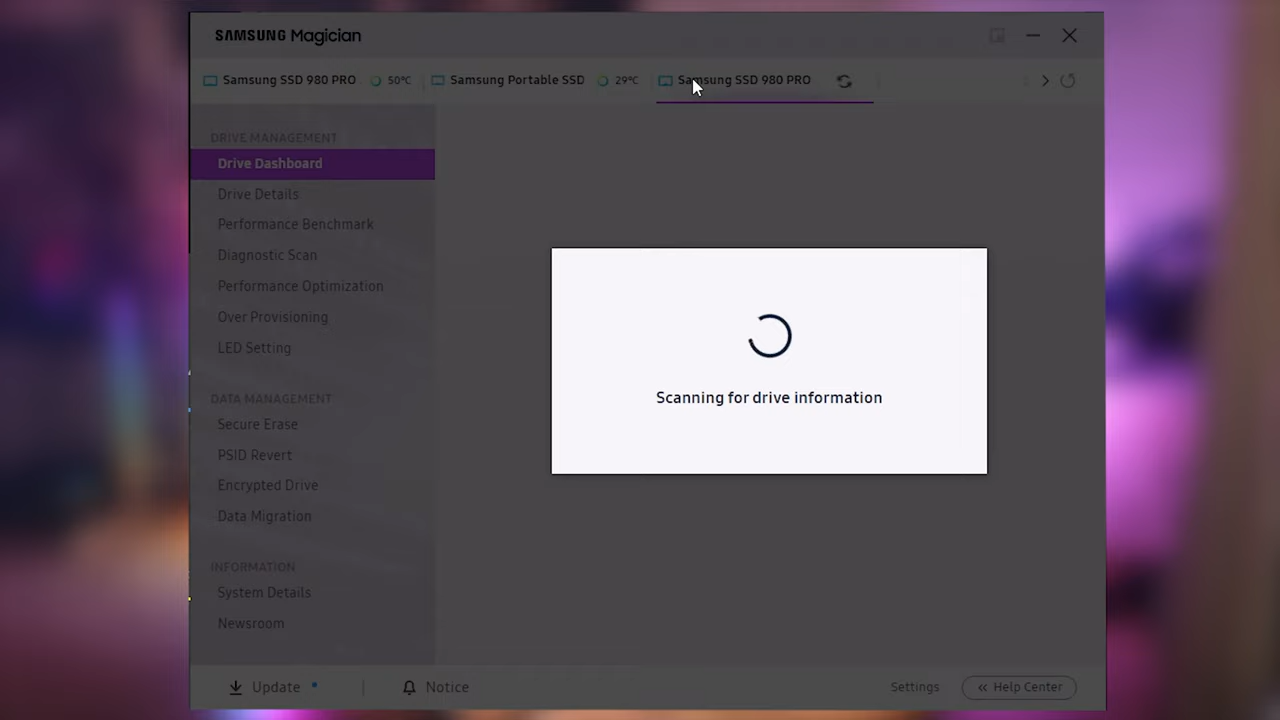 SAMSUNG Magician
Samsung SSD 980 PRO 50°C Samsung Portable SSD 29°C Samsung SSD 980 PRO
DRIVE MANAGEMENT
Drive Dashboard
Drive Details
Performance Benchmark
Diagnostic Scan
Performance Optimization
Over Provisioning
LED Setting
DATA MANAGEMENT
Secure Erase
PSID Revert
Encrypted Drive
Data Migration
INFORMATION
System Details
Newsroom
Scanning for drive information
Update Notice Settings Help Center